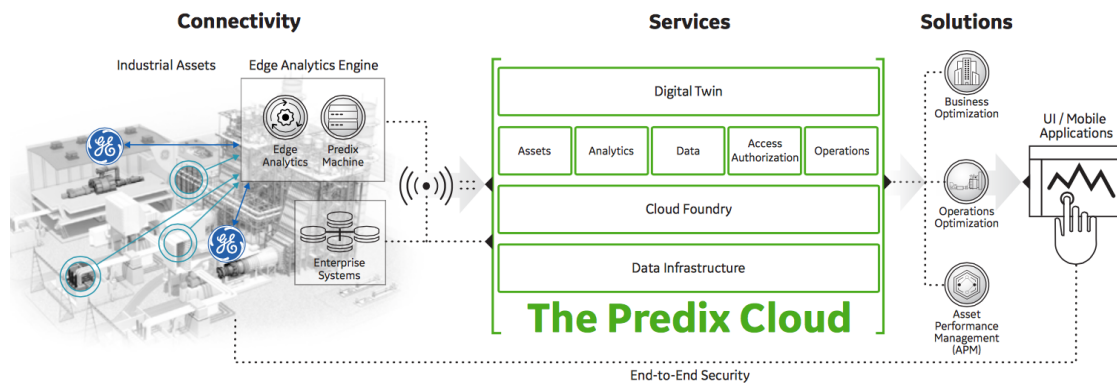 Connectivity
Services
Solutions
Industrial Assets
Edge Analytics Engine
Edge
Analytics
Predix
Machine
Enterprise
Systems
Digital Twin
Assets
Analytics
Data
Access
Authorization
Operations
Cloud Foundry
Data Infrastructure
The Predix Cloud
Business
Optimization
Operations
Optimization
Asset
Performance
Management
(APM)
UI / Mobile
Applications
End-to-End Security
GE
GE